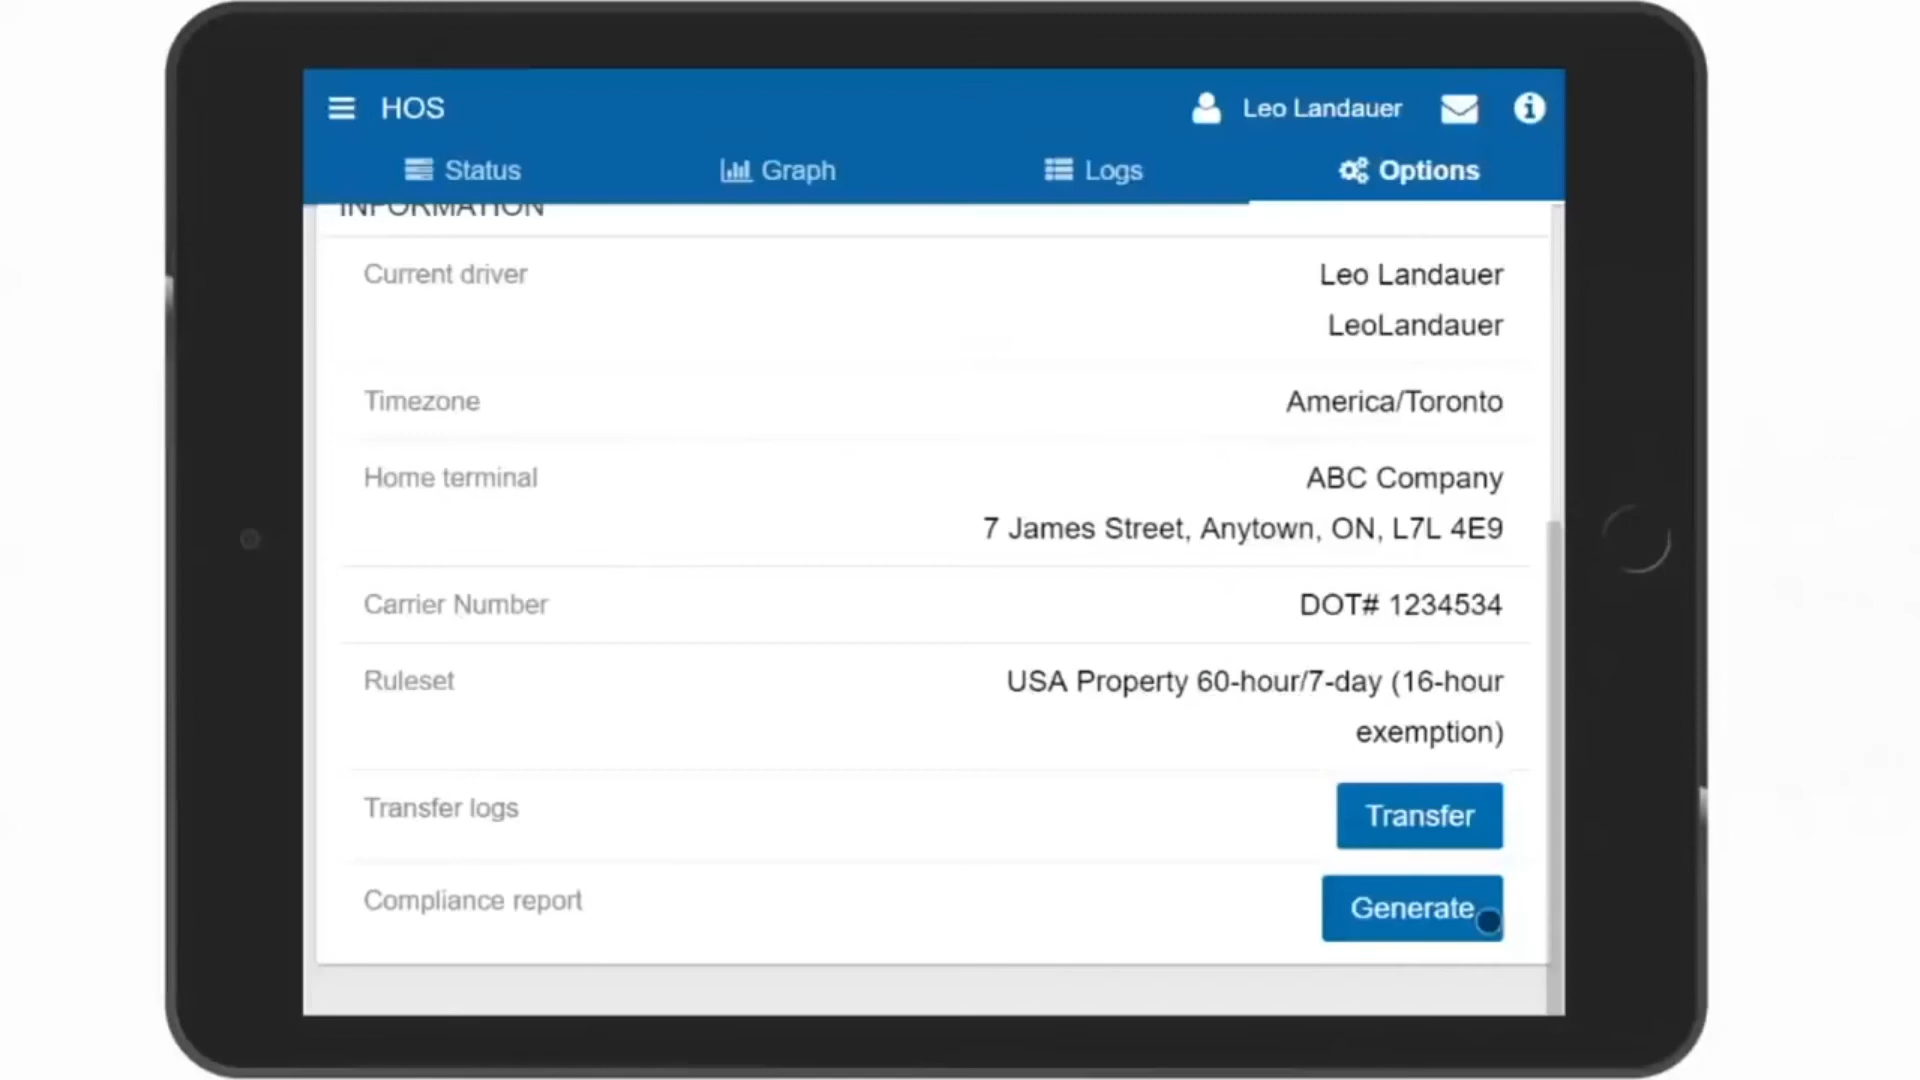 HOS
Leo Landauer
Status
Graph
Logs
Options
INFORMATION
Current driver
Leo Landauer
LeoLandauer
Timezone
America/Toronto
Home terminal
ABC Company
7 James Street, Anytown, ON, L7L 4E9
Carrier Number
DOT# 1234534
Ruleset
USA Property 60-hour/7-day (16-hour
exemption)
Transfer logs
Transfer
Compliance report
Generate